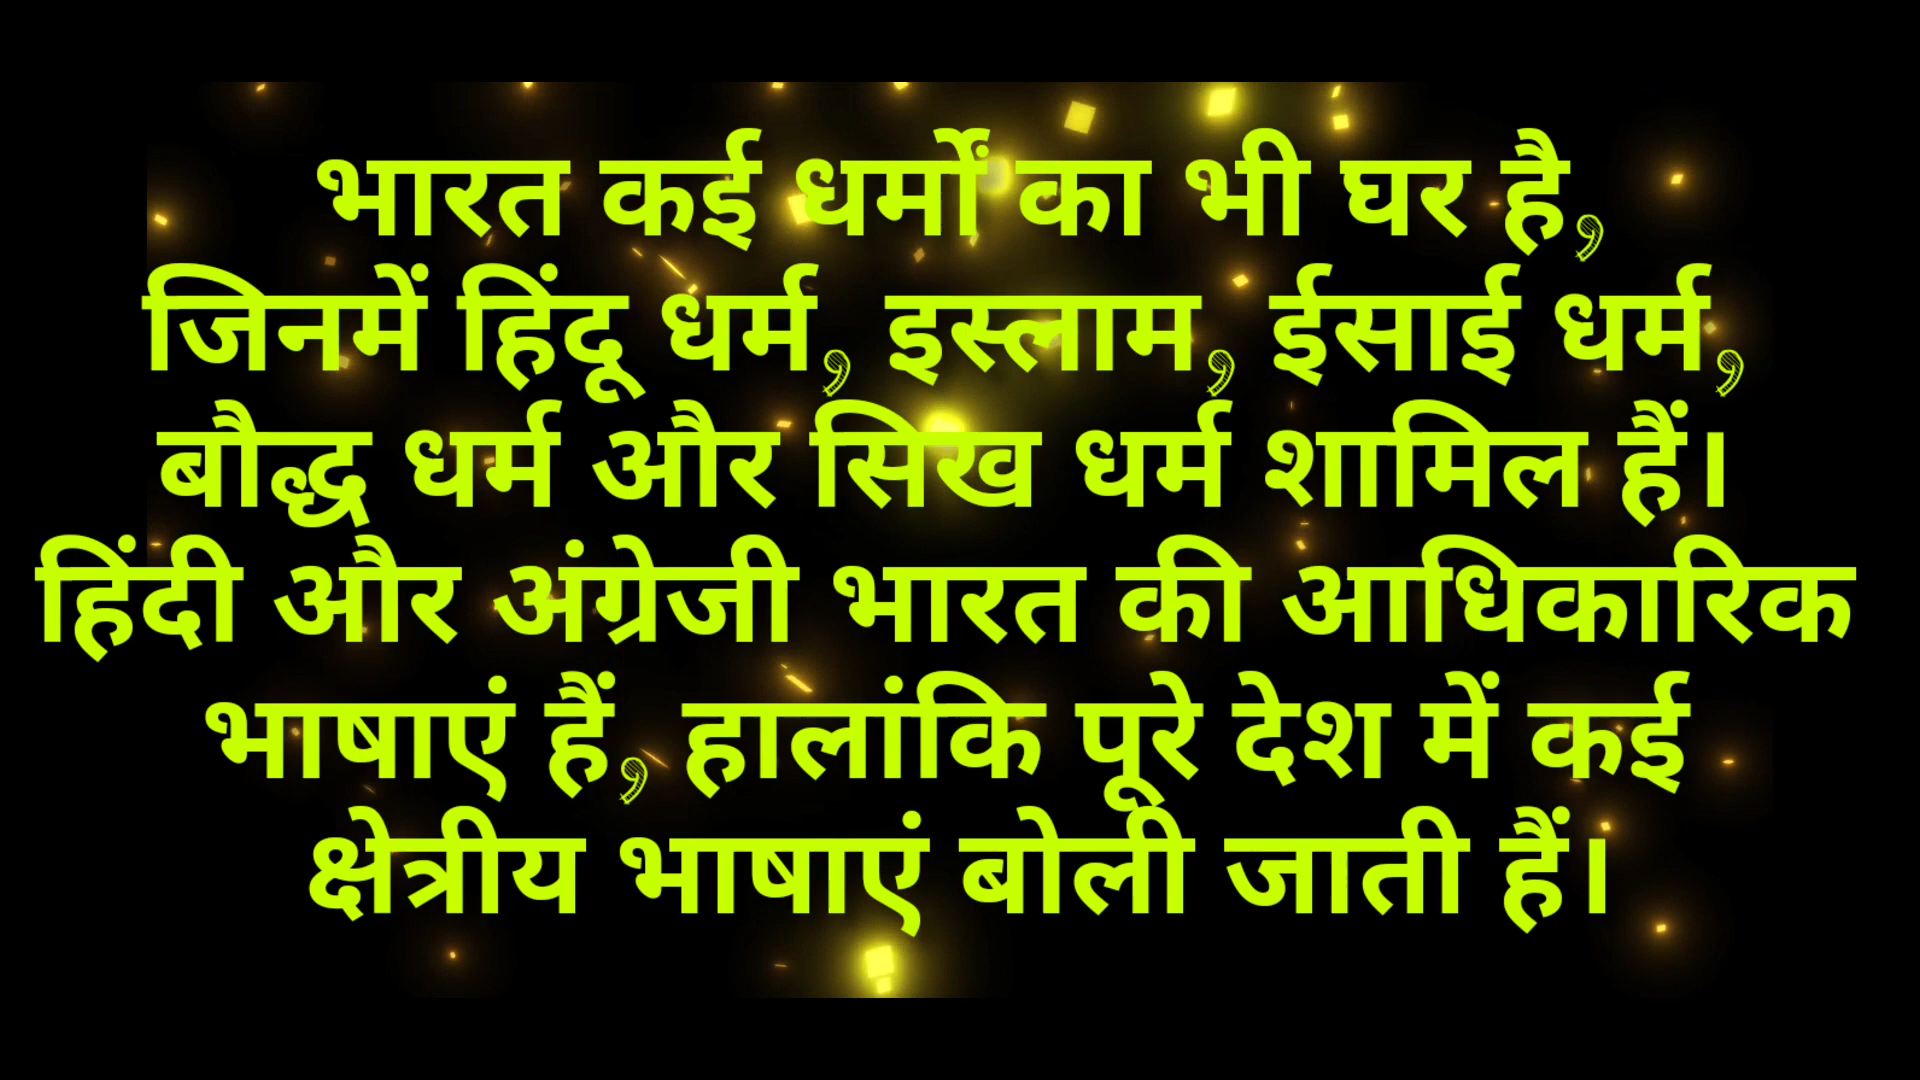 भारत कई धर्मों का भी घर है,
जिनमें हिंदू धर्म, इस्लाम, ईसाई धर्म,
बौद्ध धर्म और सिख धर्म शामिल हैं।
हिंदी और अंग्रेजी भारत की आधिकारिक
भाषाएं हैं, हालांकि पूरे देश में कई
क्षेत्रीय भाषाएं बोली जाती हैं।